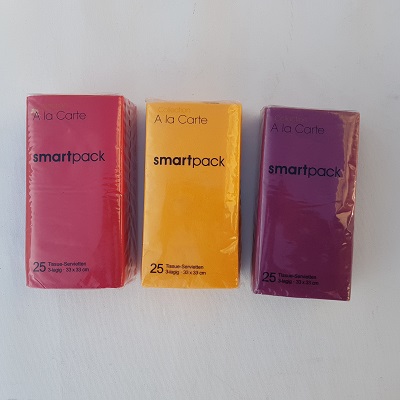 A la Carte
smartpack
25 Tissue-Servietten
3-lagig 33 x 33 cm
A la Carte
smartpack
25 Tissue-Servietten
3-lagig 33 x 33 cm
A la Carte
smartpack
25 Tissue-Servietten
3-lagig 33 x 33 cm